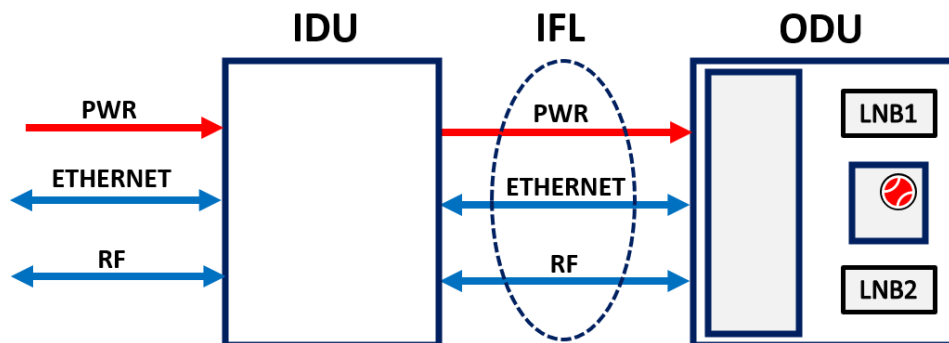 IDU
IFL
ODU
PWR
PWR
LNB1
ETHERNET
ETHERNET
RF
RF
LNB2